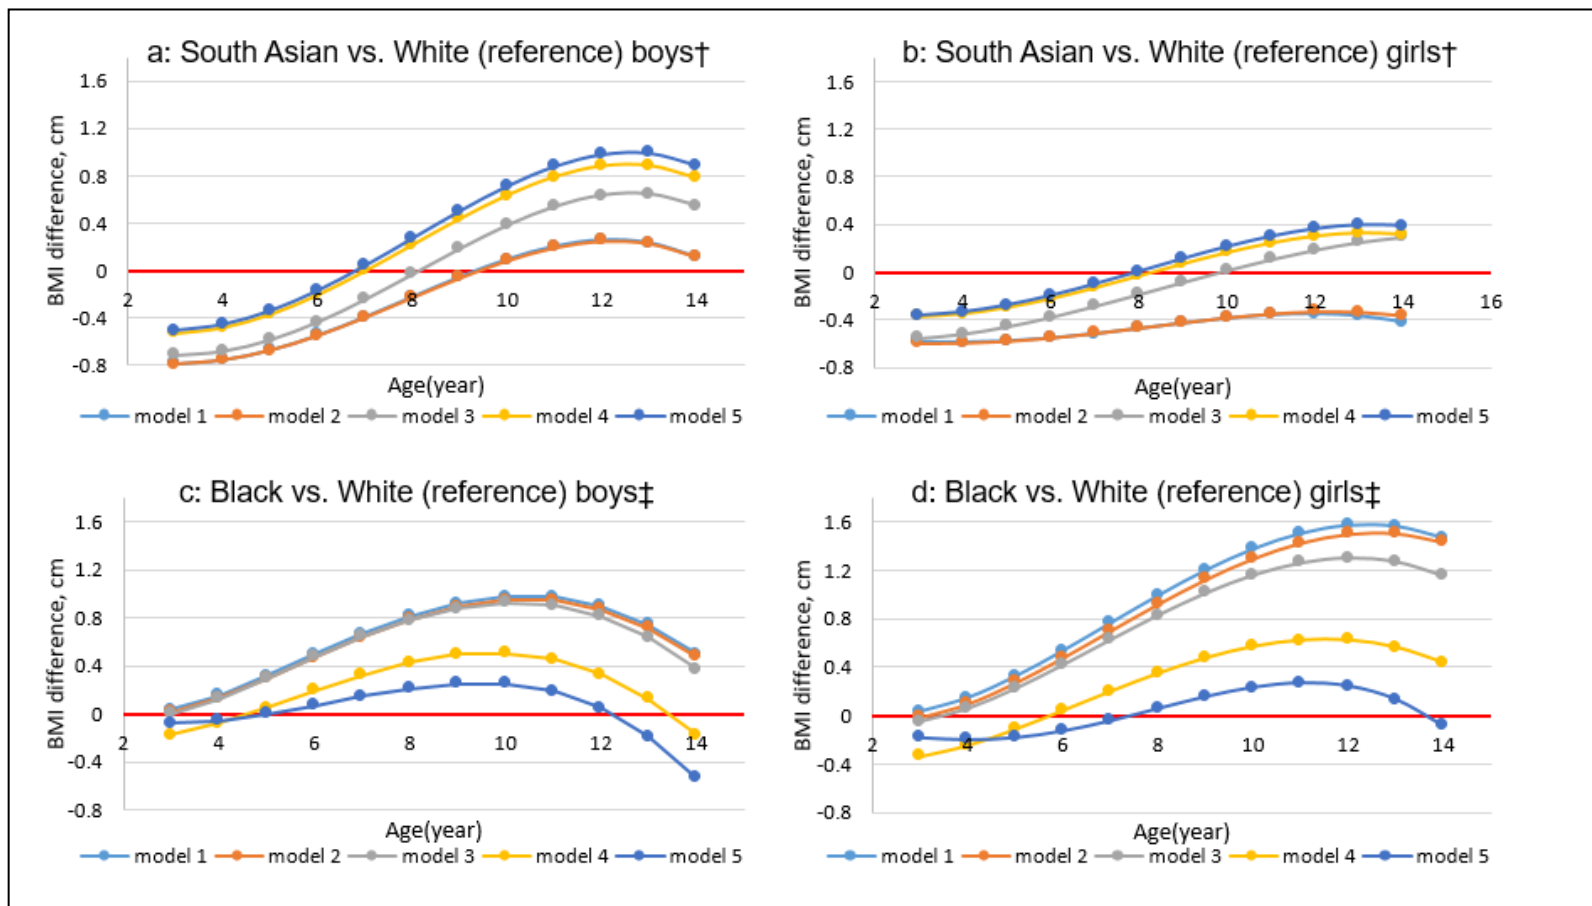 a: South Asian vs. White (reference) boys†
1.6
1.2
0.8
0.4
0
-0.4
-0.8
BMI difference, cm
2 4 6 8 10 12 14
Age(year)
model 1 model 2 model 3 model 4 model 5
b: South Asian vs. White (reference) girls†
1.6
1.2
0.8
0.4
0
-0.4
-0.8
BMI difference, cm
2 4 6 8 10 12 14 16
Age(year)
model 1 model 2 model 3 model 4 model 5
c: Black vs. White (reference) boys‡
1.6
1.2
0.8
0.4
0
-0.4
-0.8
BMI difference, cm
2 4 6 8 10 12 14
Age(year)
model 1 model 2 model 3 model 4 model 5
d: Black vs. White (reference) girls‡
1.6
1.2
0.8
0.4
0
-0.4
-0.8
BMI difference, cm
2 4 6 8 10 12 14
Age(year)
model 1 model 2 model 3 model 4 model 5